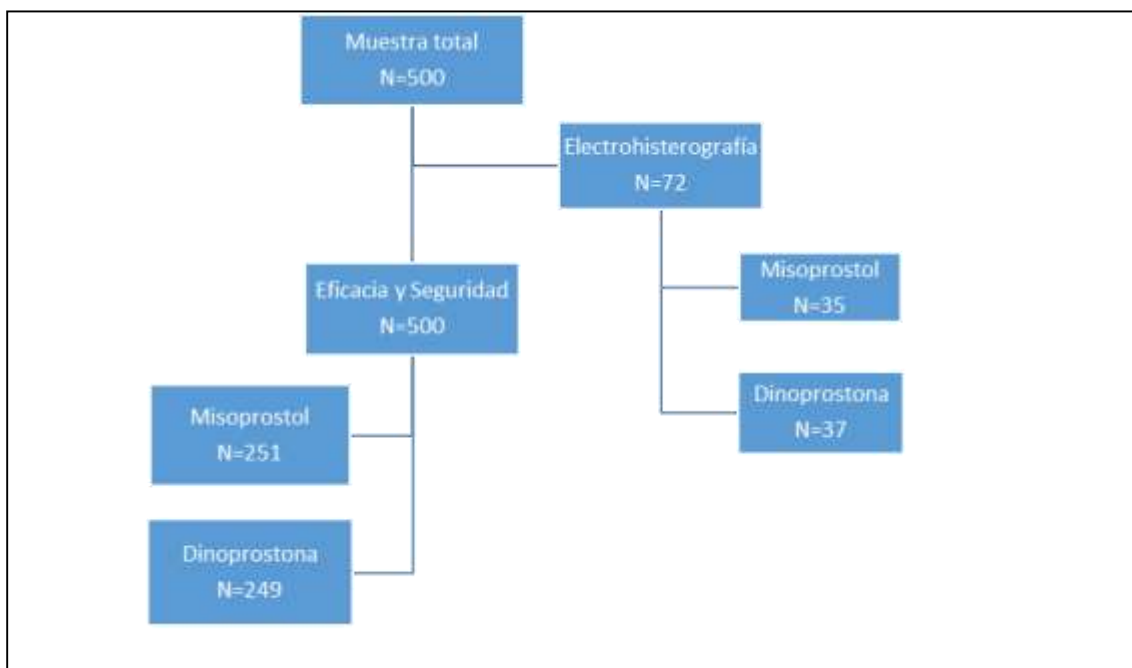 Muestra total
N=500
Electrohisterografía
N=72
Eficacia y Seguridad
N=500
Misoprostol
N=35
Dinoprostona
N=37
Misoprostol
N=251
Dinoprostona
N=249